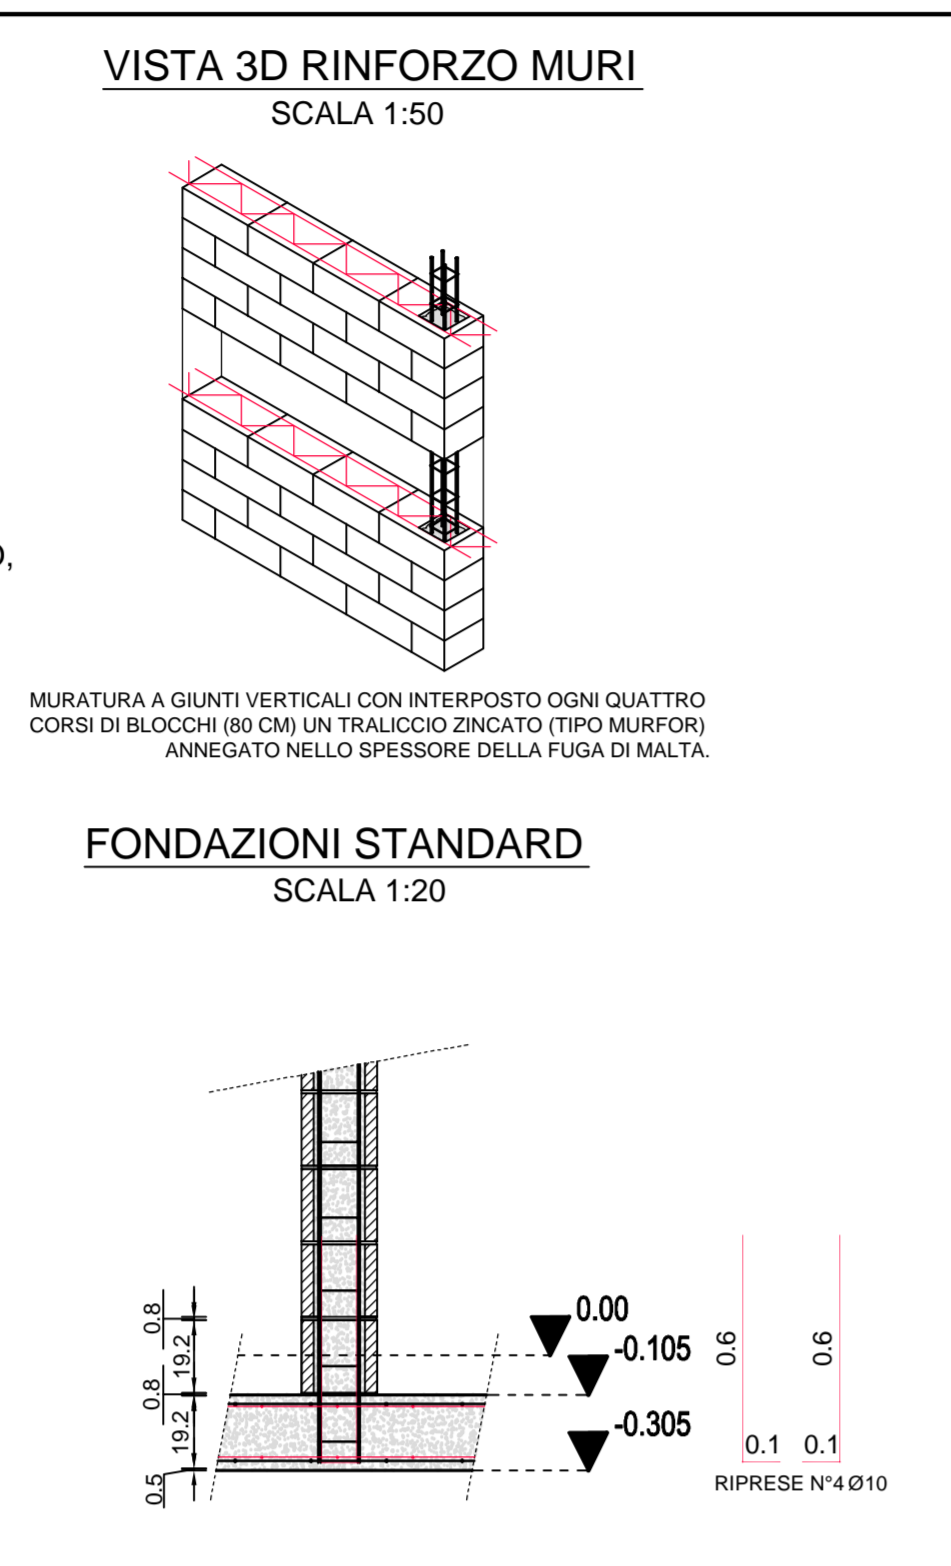 VISTA 3D RINFORZO MURI
SCALA 1:50
),
MURATURA A GIUNTI VERTICALI CON INTERPOSTO OGNI QUATTRO
CORSI DI BLOCCHI (80 CM) UN TRALICCIO ZINCATO (TIPO MURFOR)
ANNEGATO NELLO SPESSORE DELLA FUGA DI MALTA.
FONDAZIONI STANDARD
SCALA 1:20
0.8
19.2
0.8
19.2
0.5
0.00
-0.105
-0.305
0.6
0.6
0.1
0.1
RIPRESE N°4 Ø10